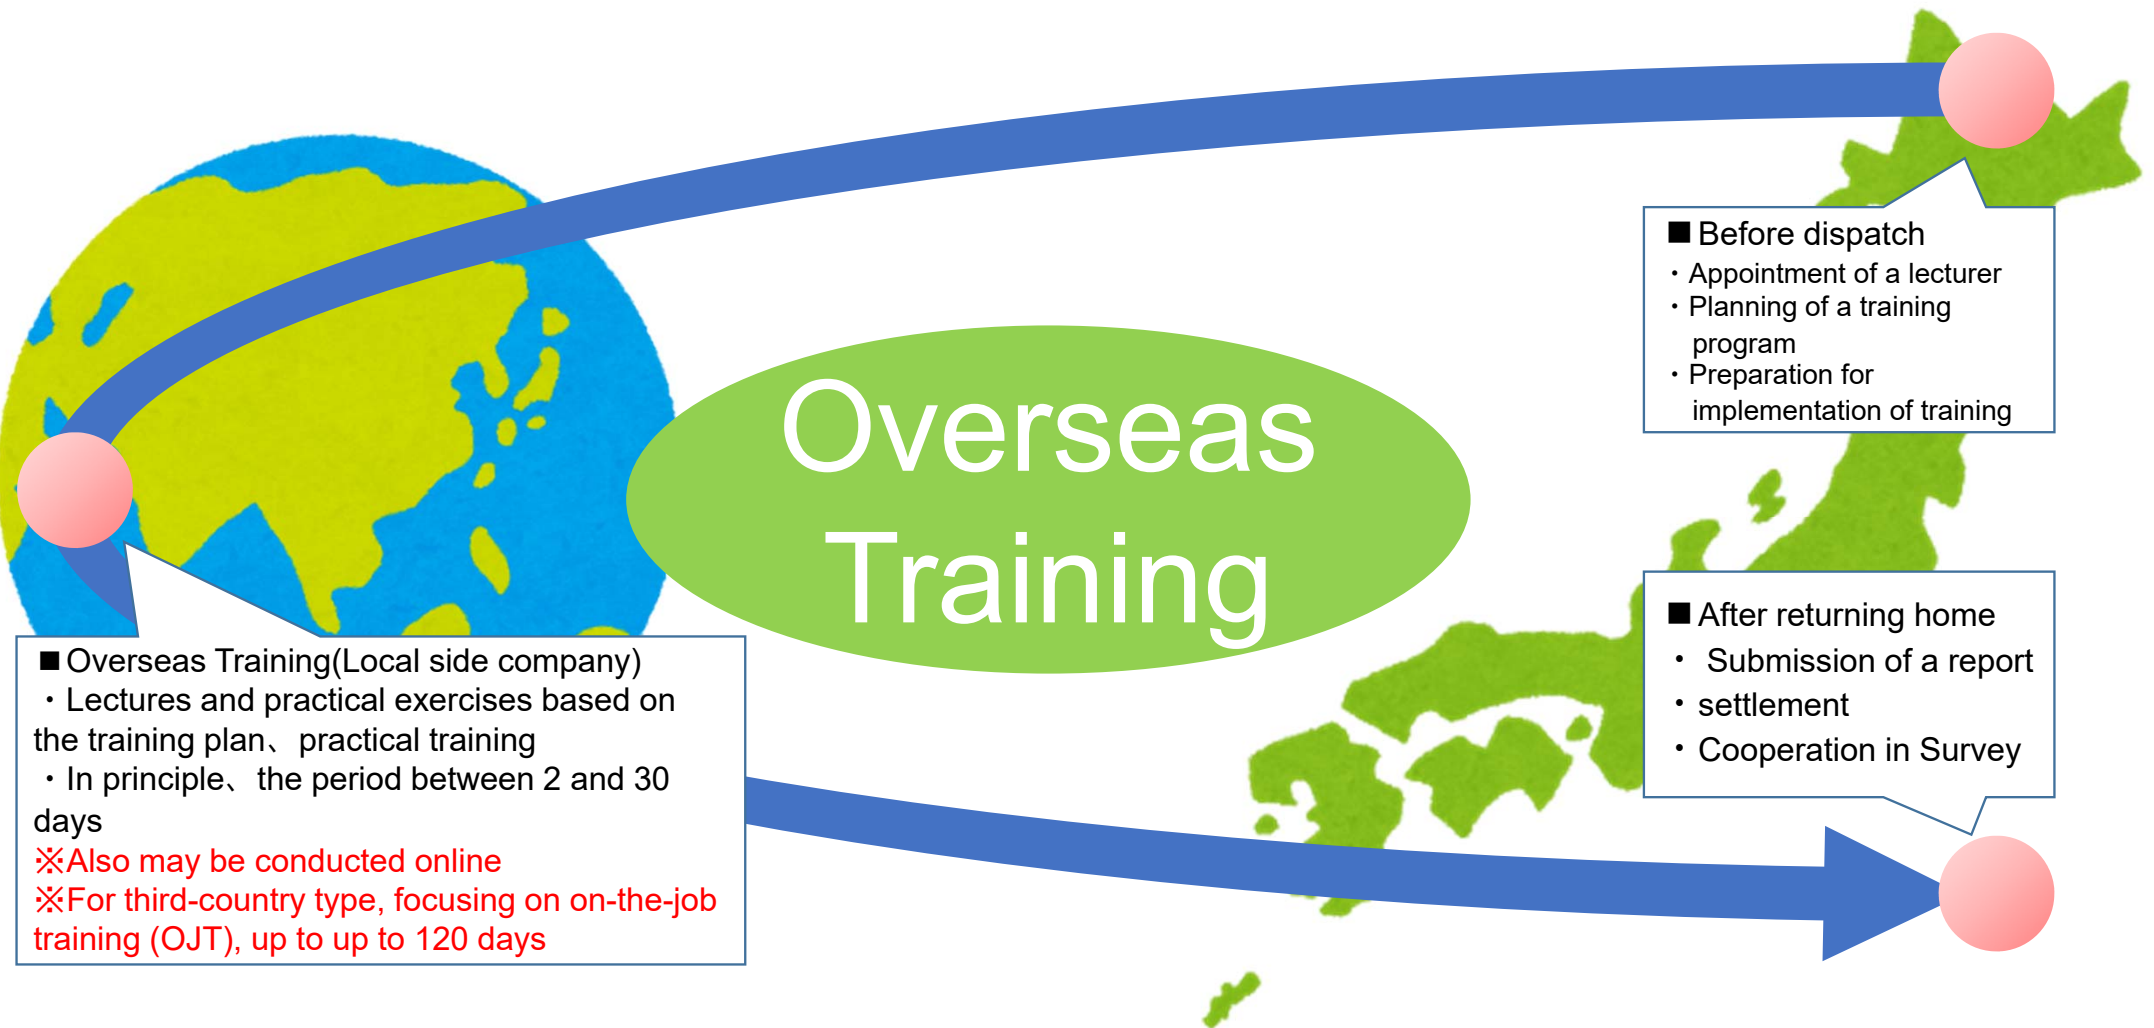 Overseas
Training
■Before dispatch
・Appointment of a lecturer
・Planning of a training
program
・Preparation for
implementation of training
■Overseas Training(Local side company)
・Lectures and practical exercises based on
the training plan、practical training
・In principle、the period between 2 and 30
days
※Also may be conducted online
※For third-country type, focusing on on-the-job
training (OJT), up to up to 120 days
■After returning home
・ Submission of a report
・settlement
・Cooperation in Survey